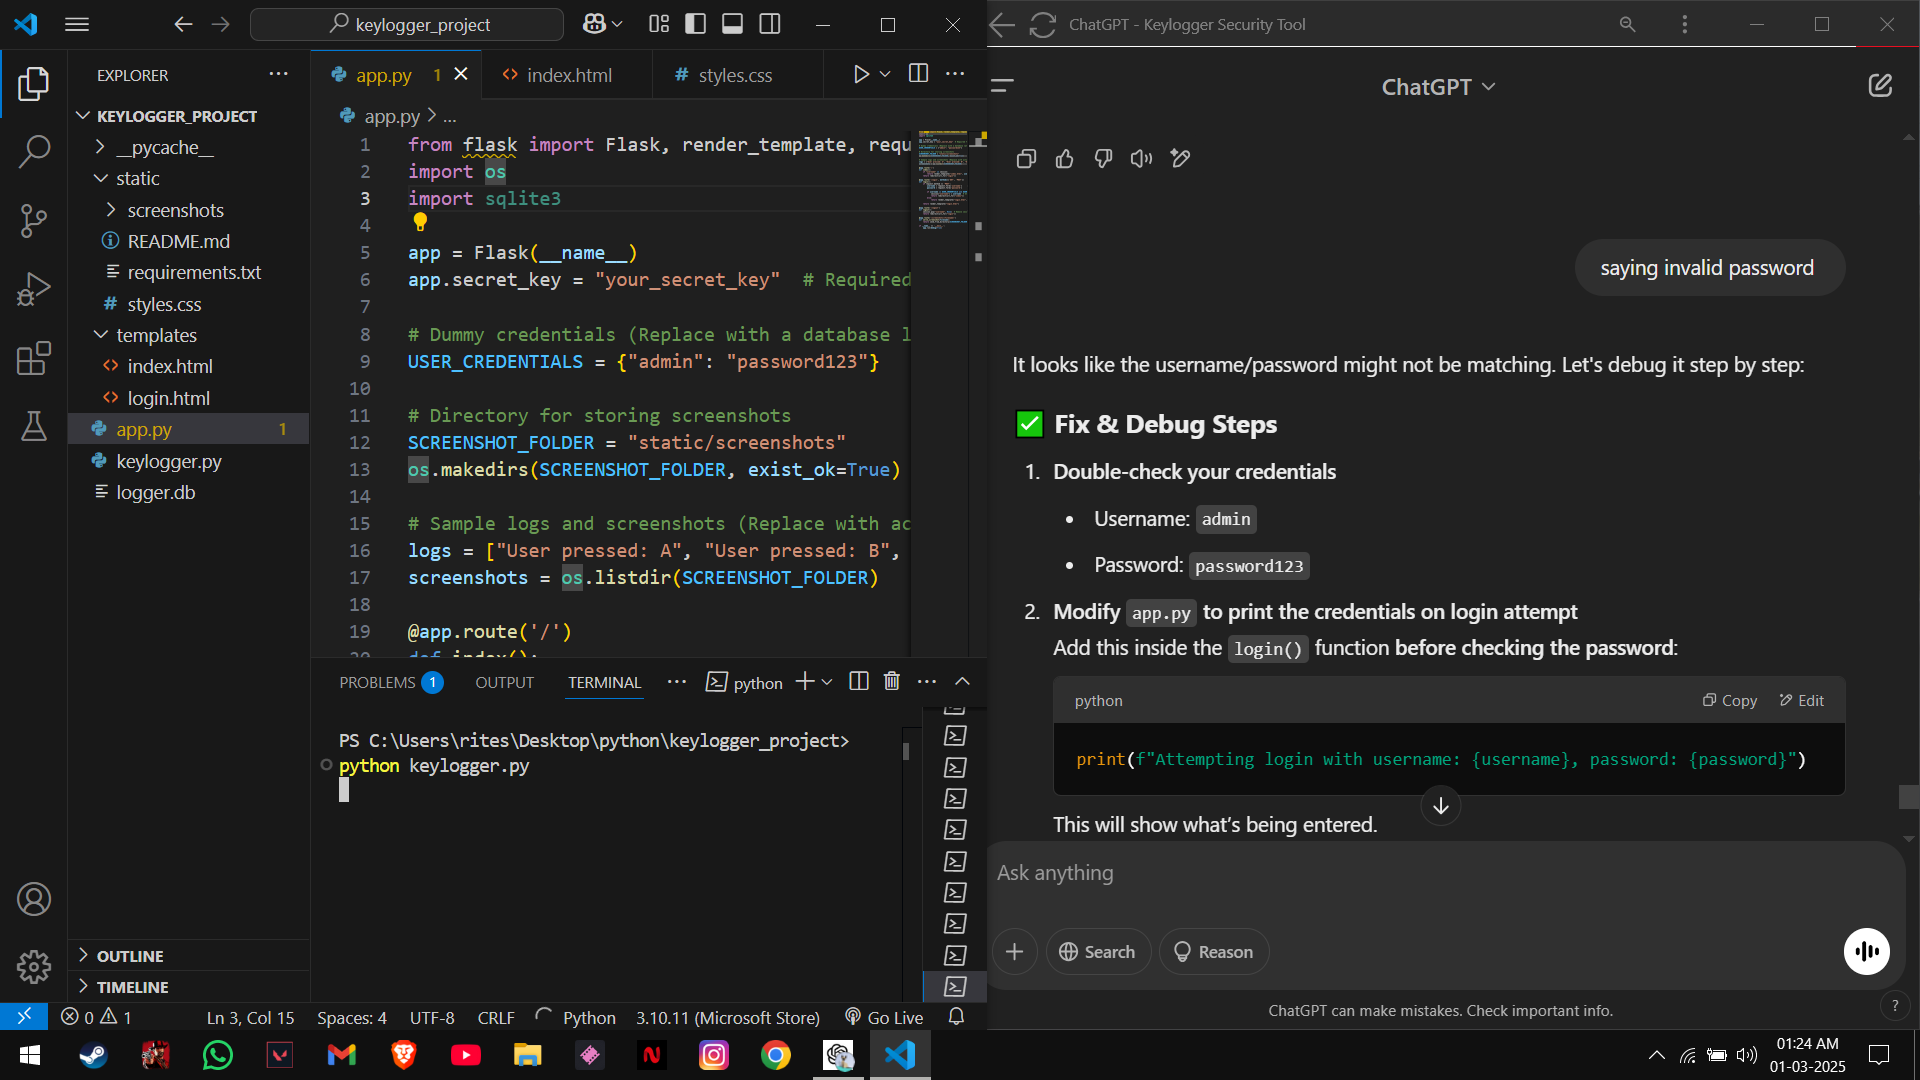 keylogger_project
EXPLORER
KEYLOGGER_PROJECT
__pycache__
static
screenshots
README.md
requirements.txt
styles.css
templates
index.html
login.html
app.py 1
keylogger.py
logger.db
OUTLINE
TIMELINE
app.py 1
index.html
styles.css
app.py > ...
1 from flask import Flask, render_template, requ
2 import os
3 import sqlite3
4
5 app = Flask(__name__)
6 app.secret_key = "your_secret_key"  # Required
7
8 # Dummy credentials (Replace with a database l
9 USER_CREDENTIALS = {"admin": "password123"}
10
11 # Directory for storing screenshots
12 SCREENSHOT_FOLDER = "static/screenshots"
13 os.makedirs(SCREENSHOT_FOLDER, exist_ok=True)
14
15 # Sample logs and screenshots (Replace with ac
16 logs = ["User pressed: A", "User pressed: B",
17 screenshots = os.listdir(SCREENSHOT_FOLDER)
18
19 @app.route('/')
20 def index():
PROBLEMS 1 OUTPUT TERMINAL ... python
PS C:\Users\rites\Desktop\python\keylogger_project>
python keylogger.py
0 1 Ln 3, Col 15 Spaces: 4 UTF-8 CRLF Python 3.10.11 (Microsoft Store) Go Live
ChatGPT - Keylogger Security Tool
ChatGPT
saying invalid password
It looks like the username/password might not be matching. Let's debug it step by step:
✅ Fix & Debug Steps
1. Double-check your credentials
• Username: admin
• Password: password123
2. Modify app.py to print the credentials on login attempt
Add this inside the login() function before checking the password:
python Copy Edit
print(f"Attempting login with username: {username}, password: {password}")
This will show what's being entered.
Ask anything
Search Reason
ChatGPT can make mistakes. Check important info.
?
01:24 AM
01-03-2025